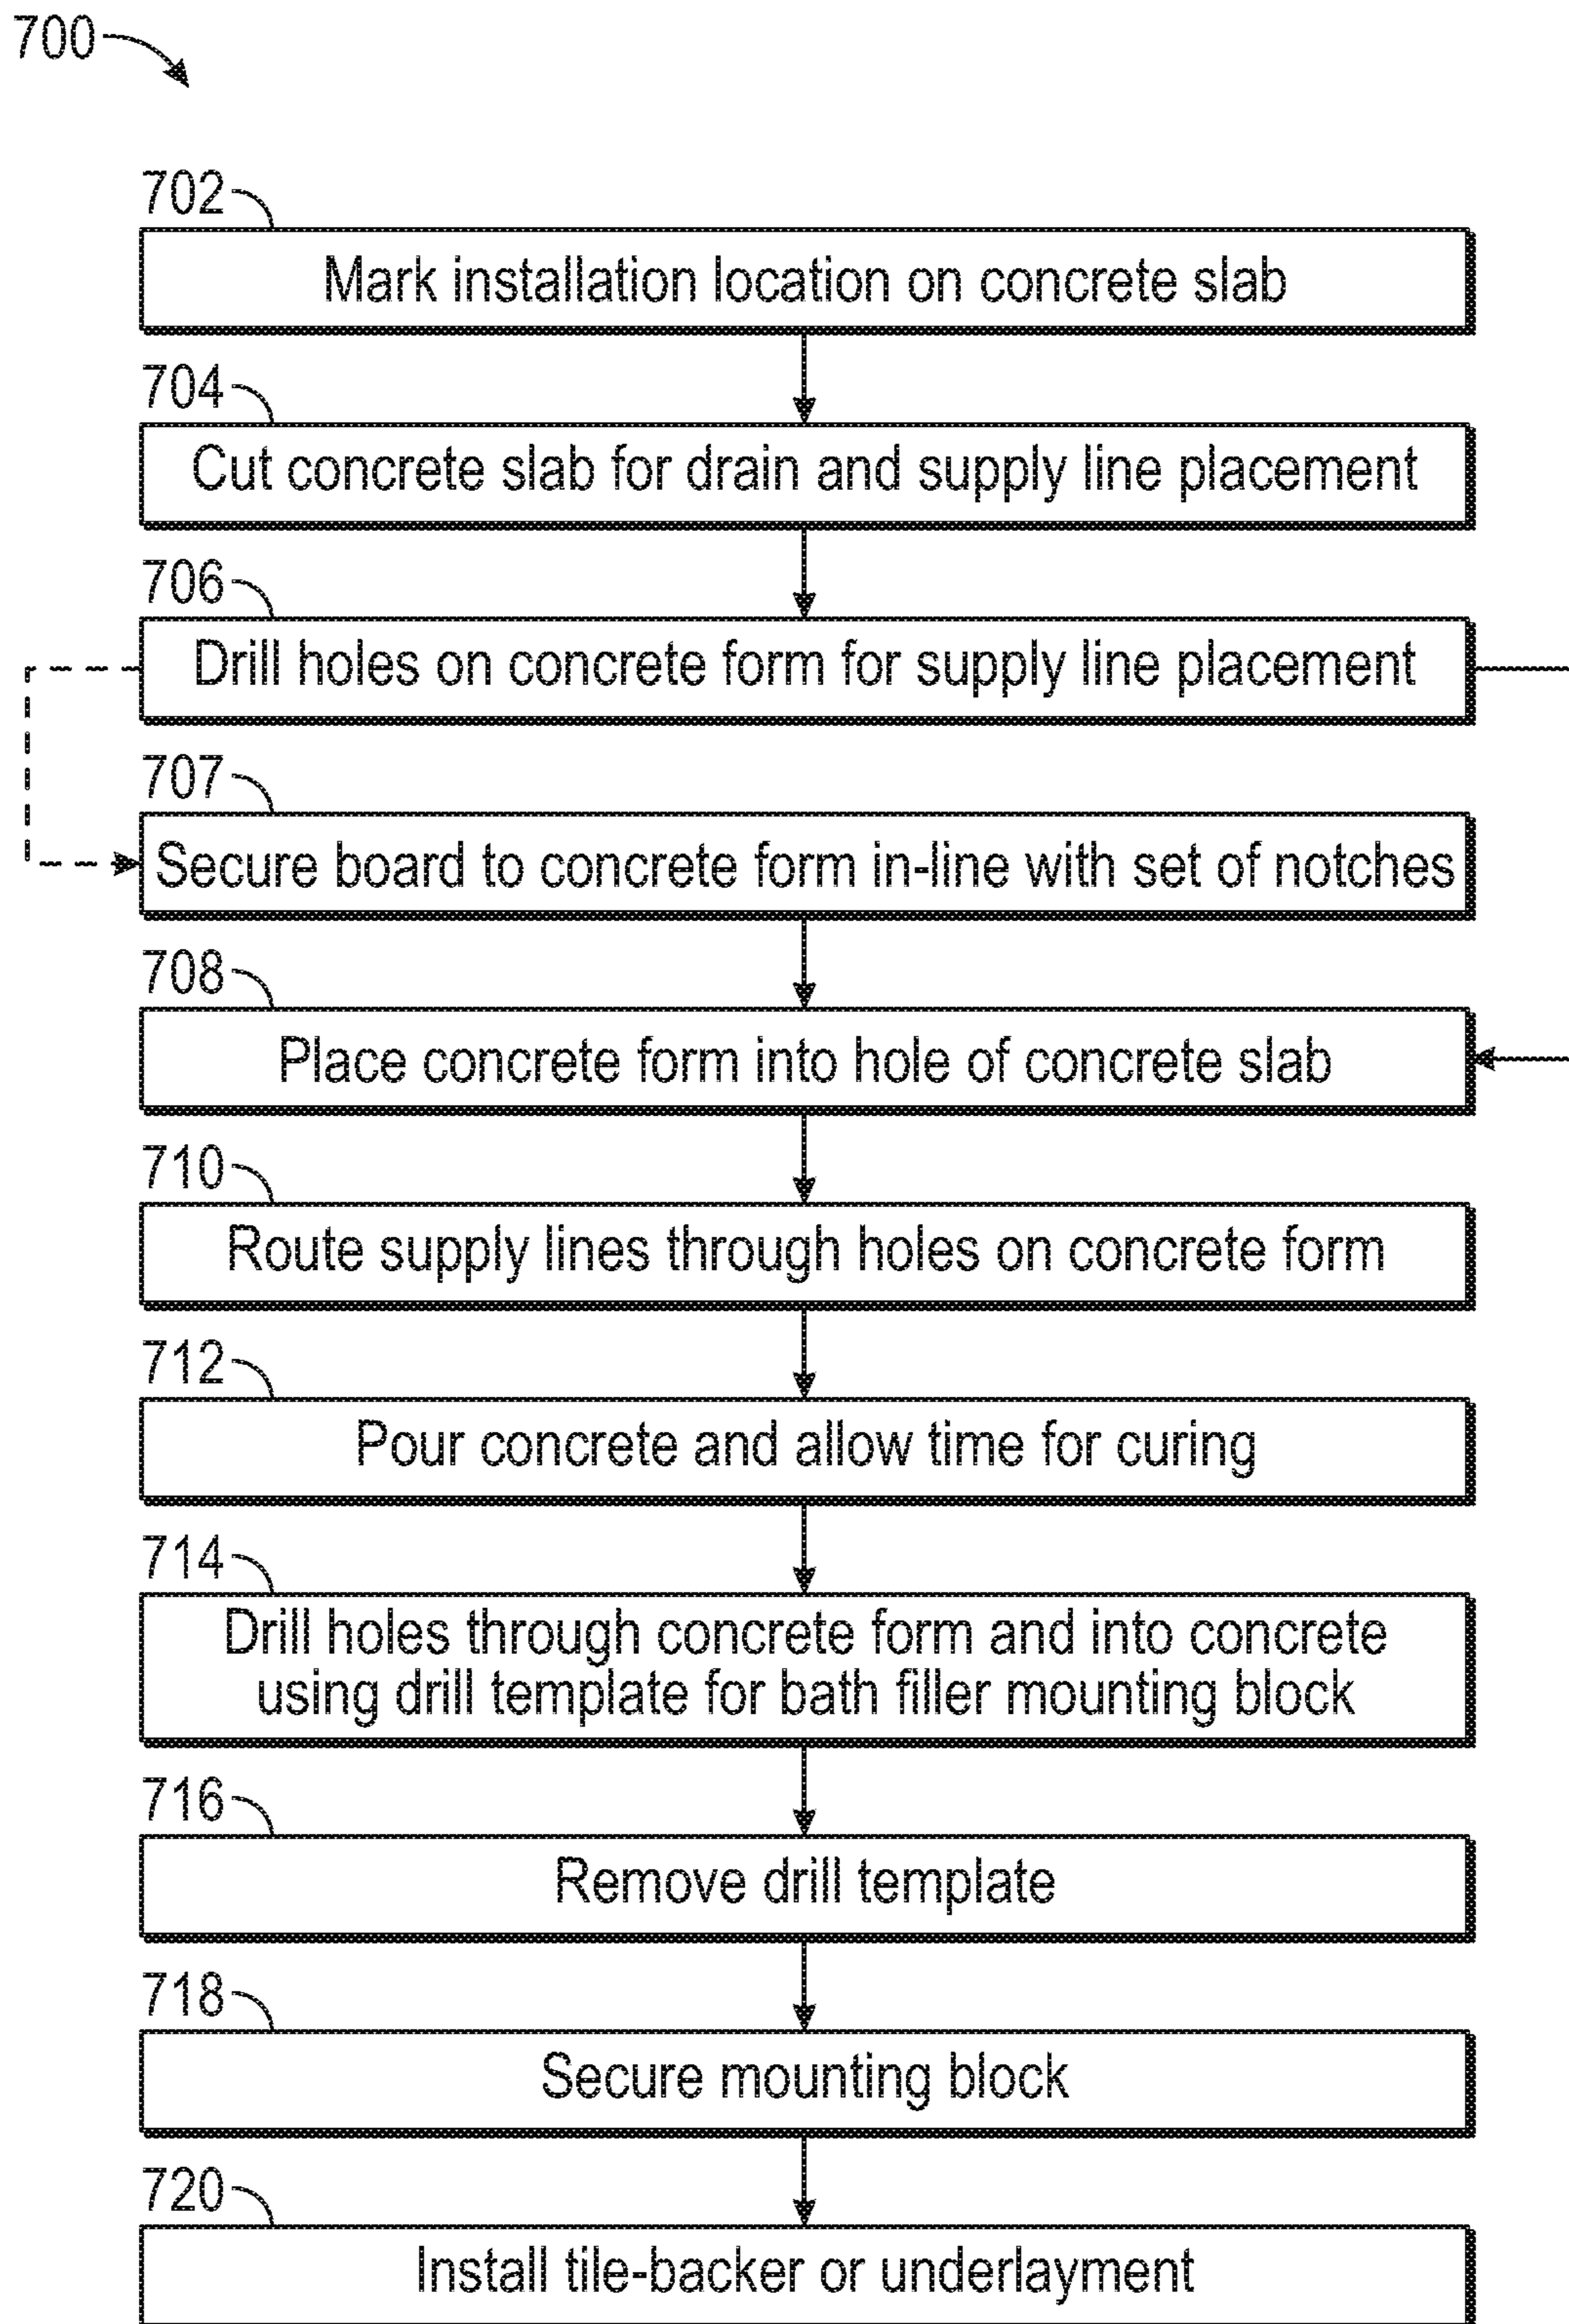 700
702
Mark installation location on concrete slab
704
Cut concrete slab for drain and supply line placement
706
Drill holes on concrete form for supply line placement
707
Secure board to concrete form in-line with set of notches
708
Place concrete form into hole of concrete slab
710
Route supply lines through holes on concrete form
712
Pour concrete and allow time for curing
714
Drill holes through concrete form and into concrete
using drill template for bath filler mounting block
716
Remove drill template
718
Secure mounting block
720
Install tile-backer or underlayment